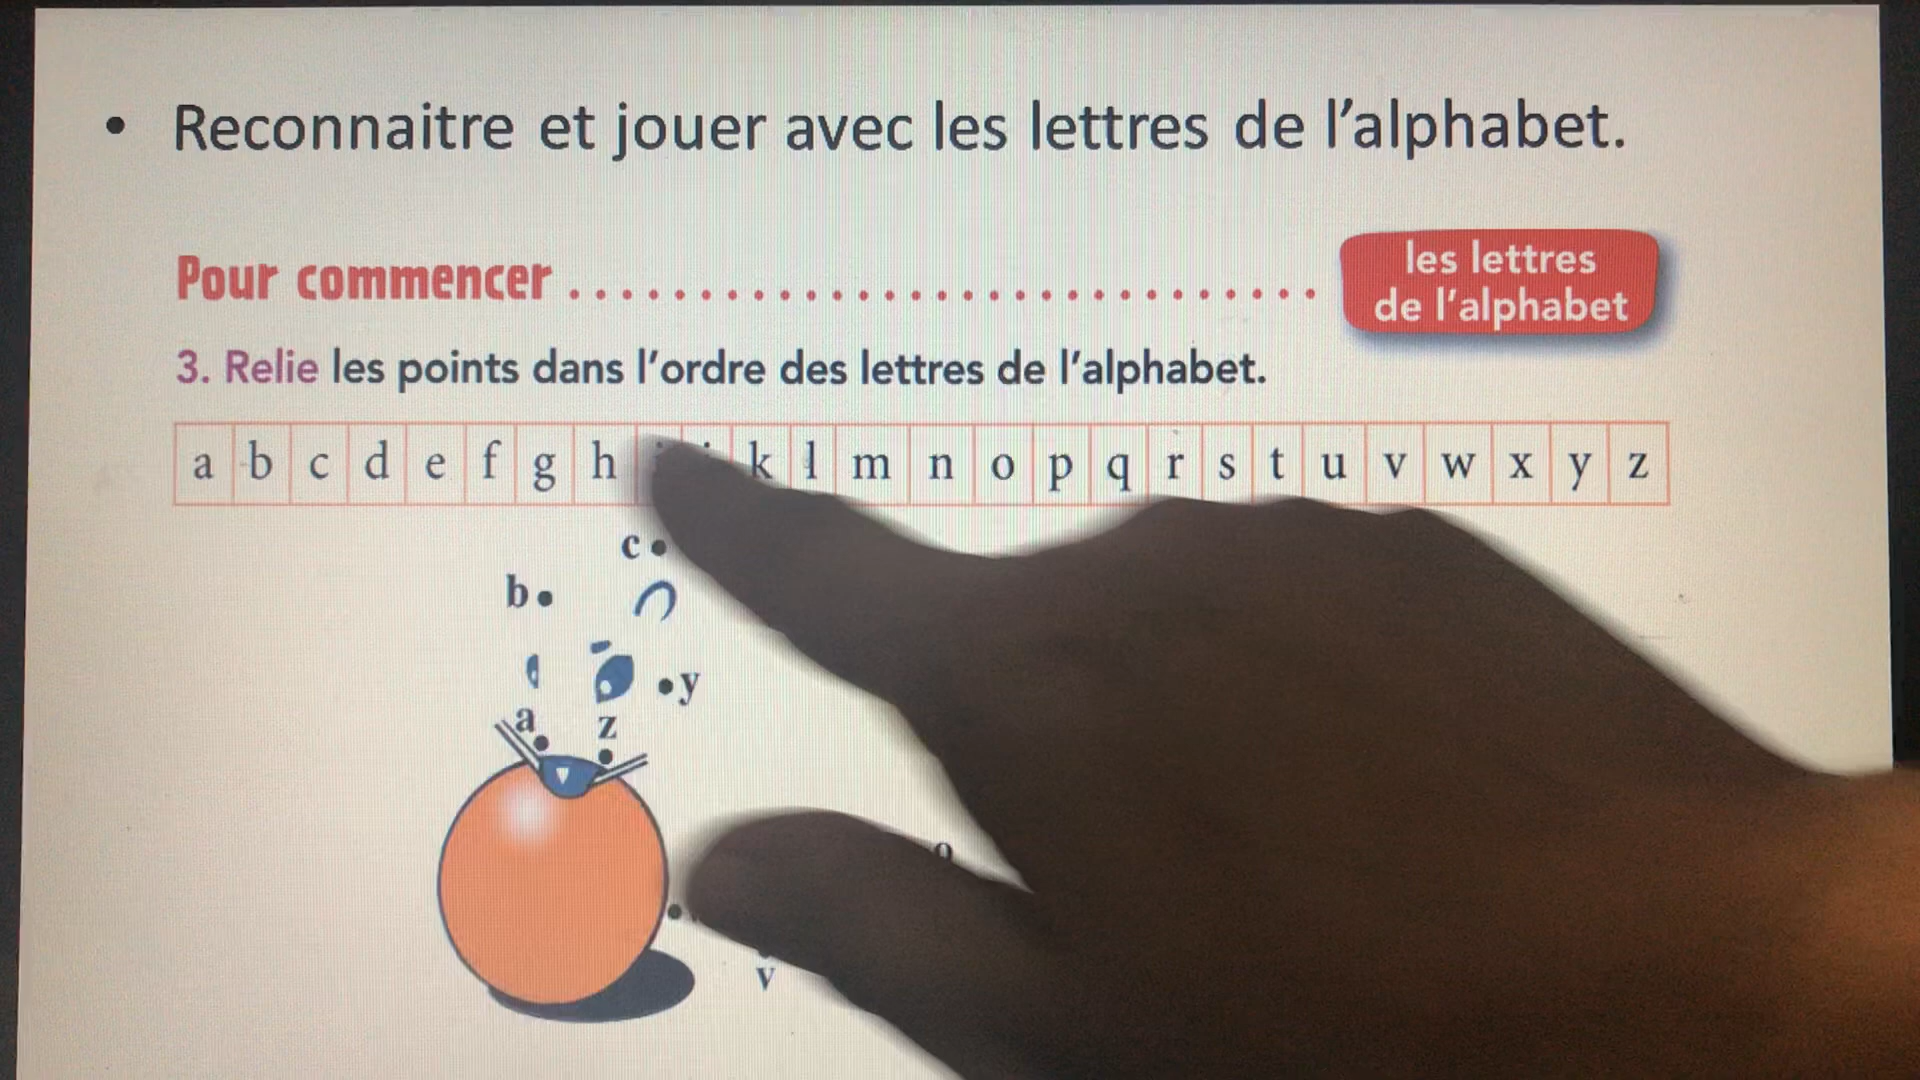 • Reconnaitre et jouer avec les lettres de l’alphabet.
Pour commencer ..............................
les lettres
de l’alphabet
3. Relie les points dans l’ordre des lettres de l’alphabet.
a b c d e f g h k l m n o p q r s t u v w x y z
c
b
y
a
z
v